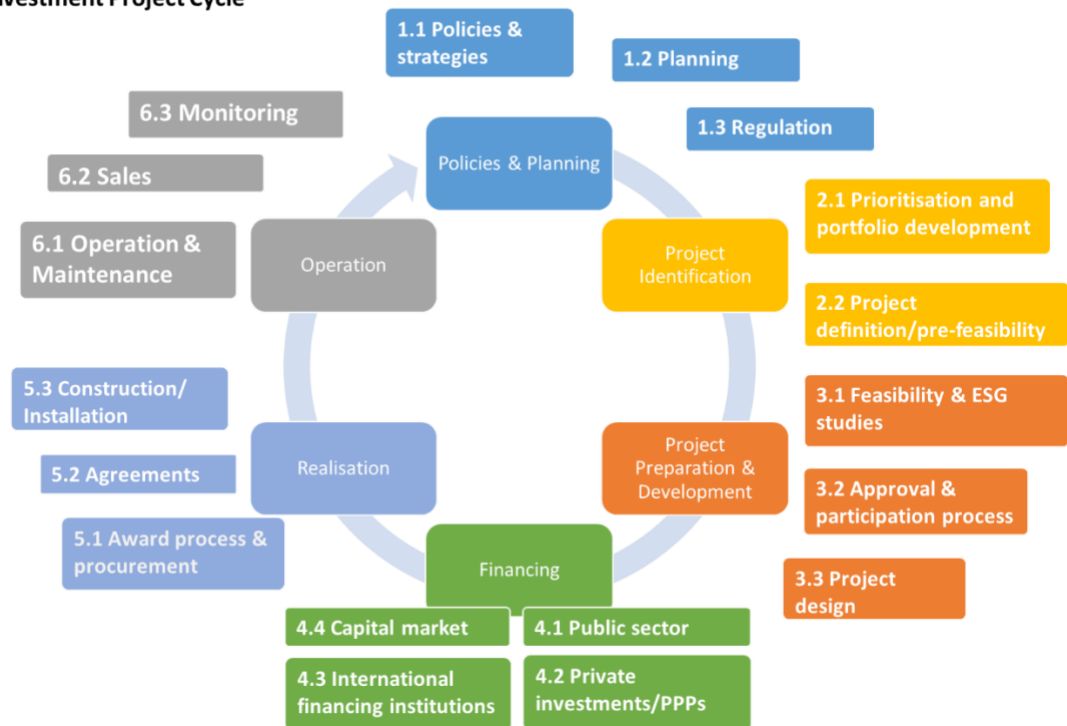 vestment Project Cycle
1.1 Policies &
strategies
1.2 Planning
1.3 Regulation
Policies & Planning
2.1 Prioritisation and
portfolio development
2.2 Project
definition/pre-feasibility
Project
Identification
3.1 Feasibility & ESG
studies
3.2 Approval &
participation process
3.3 Project
design
Project
Preparation &
Development
Financing
4.1 Public sector
4.2 Private
investments/PPPs
4.3 International
financing institutions
4.4 Capital market
Realisation
5.1 Award process &
procurement
5.2 Agreements
5.3 Construction/
Installation
Operation
6.1 Operation &
Maintenance
6.2 Sales
6.3 Monitoring